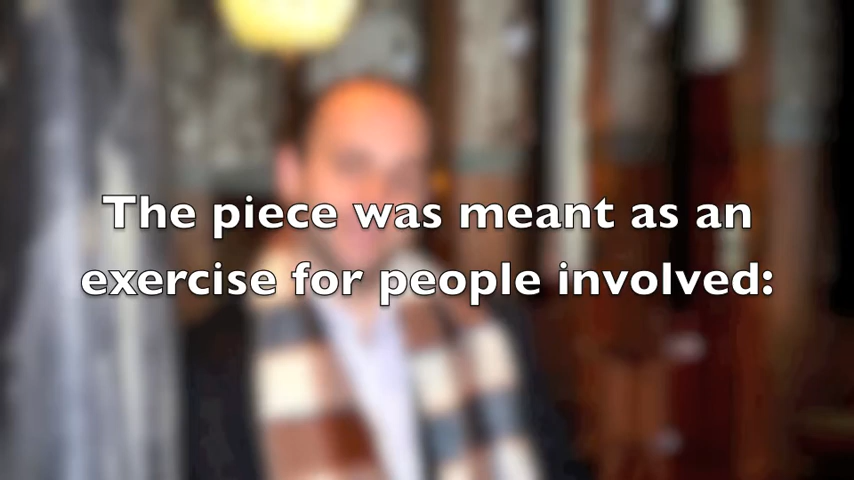 The piece was meant as an
exercise for people involved: